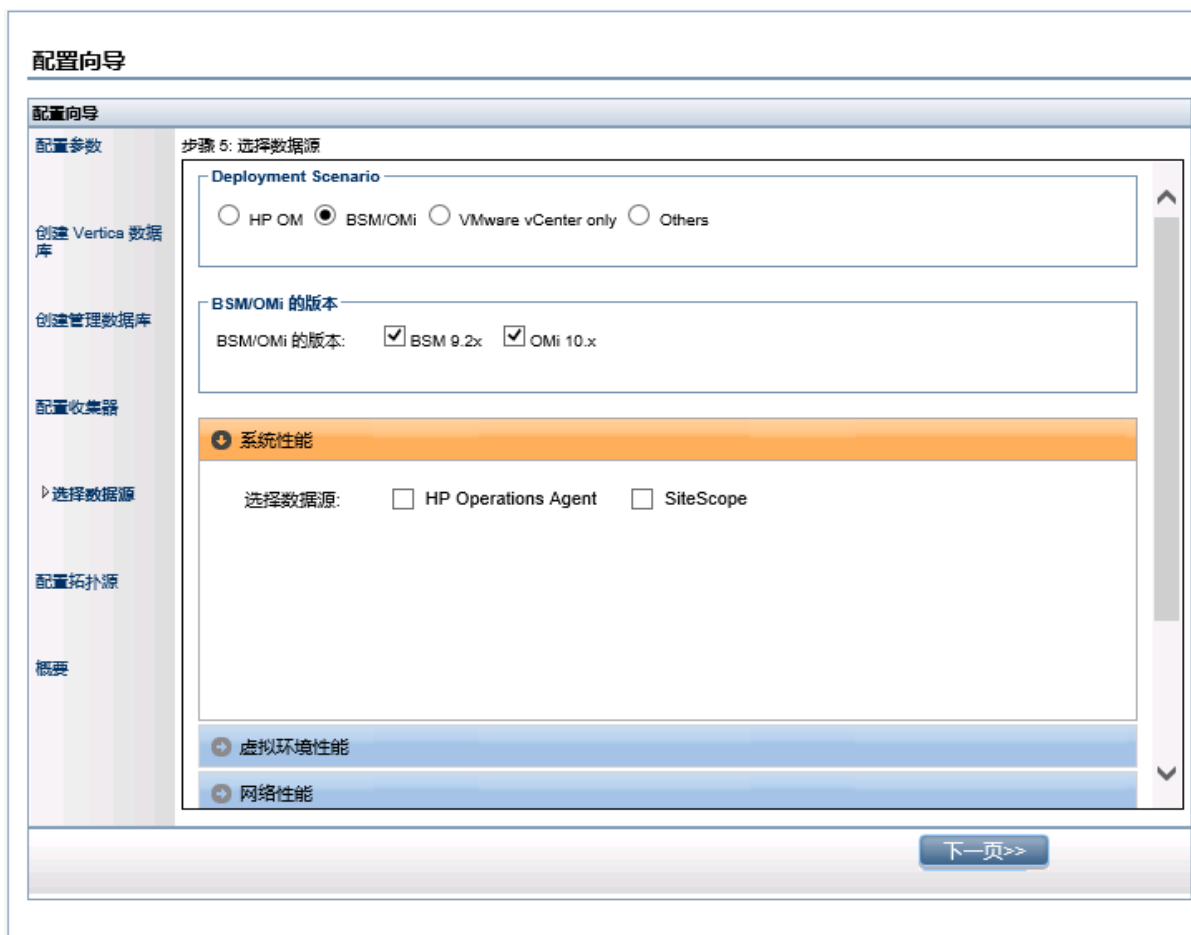 配置向导
配置向导
配置参数
创建 Vertica 数据
库
创建管理数据库
配置收集器
选择数据源
配置拓扑源
概要
步骤 5: 选择数据源
Deployment Scenario
HP OM BSM/OMi VMware vCenter only Others
BSM/OMi 的版本
BSM/OMi 的版本: BSM 9.2x OMi 10.x
系统性能
选择数据源: HP Operations Agent SiteScope
虚拟环境性能
网络性能
下一页>>